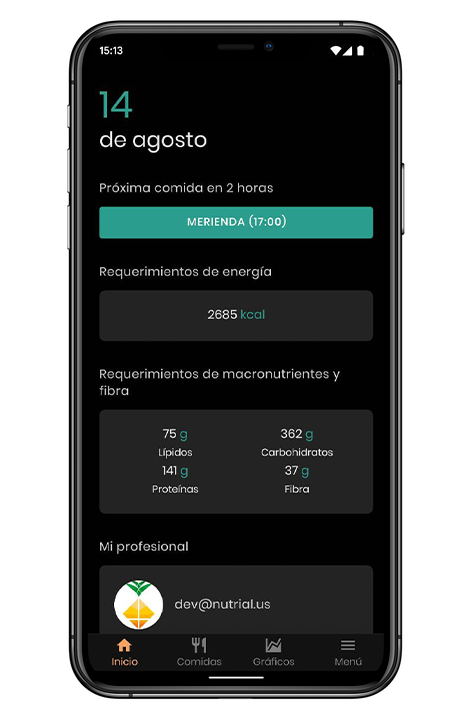 15:13
14
de agosto
Próxima comida en 2 horas
MERIENDA (17:00)
Requerimientos de energía
2685 kcal
Requerimientos de macronutrientes y
fibra
75 g
362 g
Lípidos
Carbohidratos
141 g
37 g
Proteínas
Fibra
Mi profesional
dev@nutrial.us
Inicio
Comidas
Gráficos
Menú